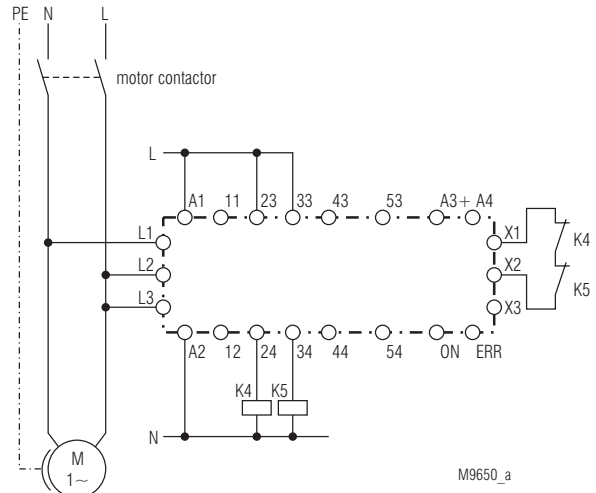 PE N L
motor contactor
L
A1 11 23 33 43 53 A3+ A4
L1 X1
K4
L2 X2
K5
L3 X3
A2 12 24 34 44 54 ON ERR
K4 K5
N
M
1~
M9650_a